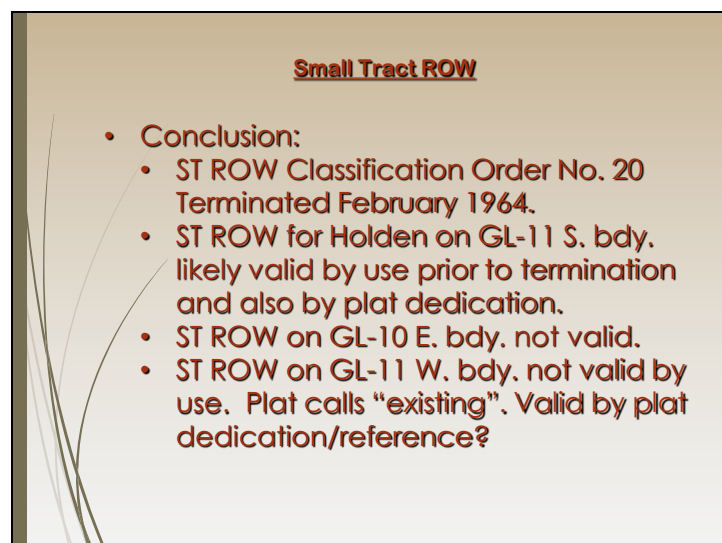 Small Tract ROW
• Conclusion:
• ST ROW Classification Order No. 20
Terminated February 1964.
• ST ROW for Holden on GL-11 S. bdy.
likely valid by use prior to termination
and also by plat dedication.
• ST ROW on GL-10 E. bdy. not valid.
• ST ROW on GL-11 W. bdy. not valid by
use.  Plat calls “existing”. Valid by plat
dedication/reference?